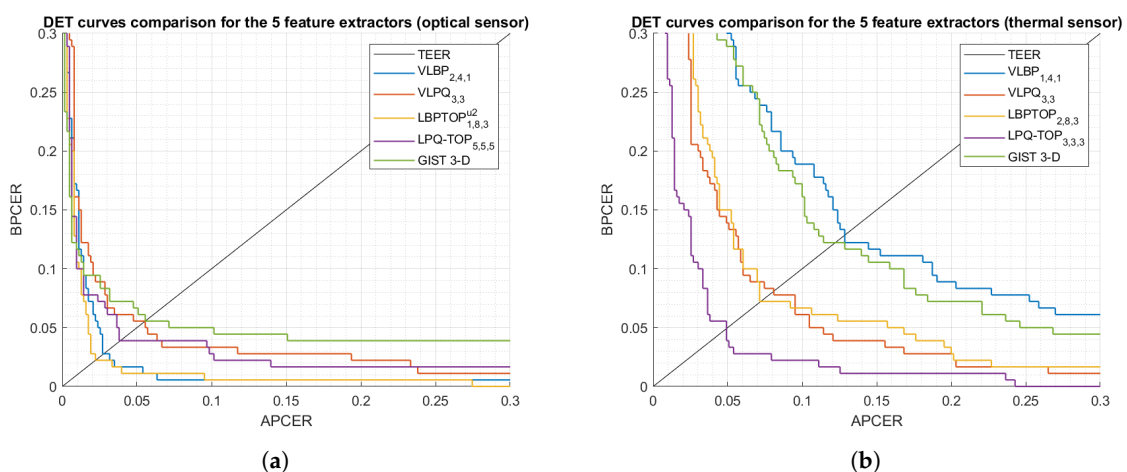 DET curves comparison for the 5 feature extractors (optical sensor)
0.3
0.25
0.2
0.15
0.1
0.05
0
BPCER
TEER
VLBP2,4,1
VLPQ3,3
LBPTOP^u2 1,8,3
LPQ-TOP5,5,5
GIST 3-D
0 0.05 0.1 0.15 0.2 0.25 0.3
APCER
(a)
DET curves comparison for the 5 feature extractors (thermal sensor)
0.3
0.25
0.2
0.15
0.1
0.05
0
BPCER
TEER
VLBP1,4,1
VLPQ3,3
LBPTOP2,8,3
LPQ-TOP3,3,3
GIST 3-D
0 0.05 0.1 0.15 0.2 0.25 0.3
APCER
(b)